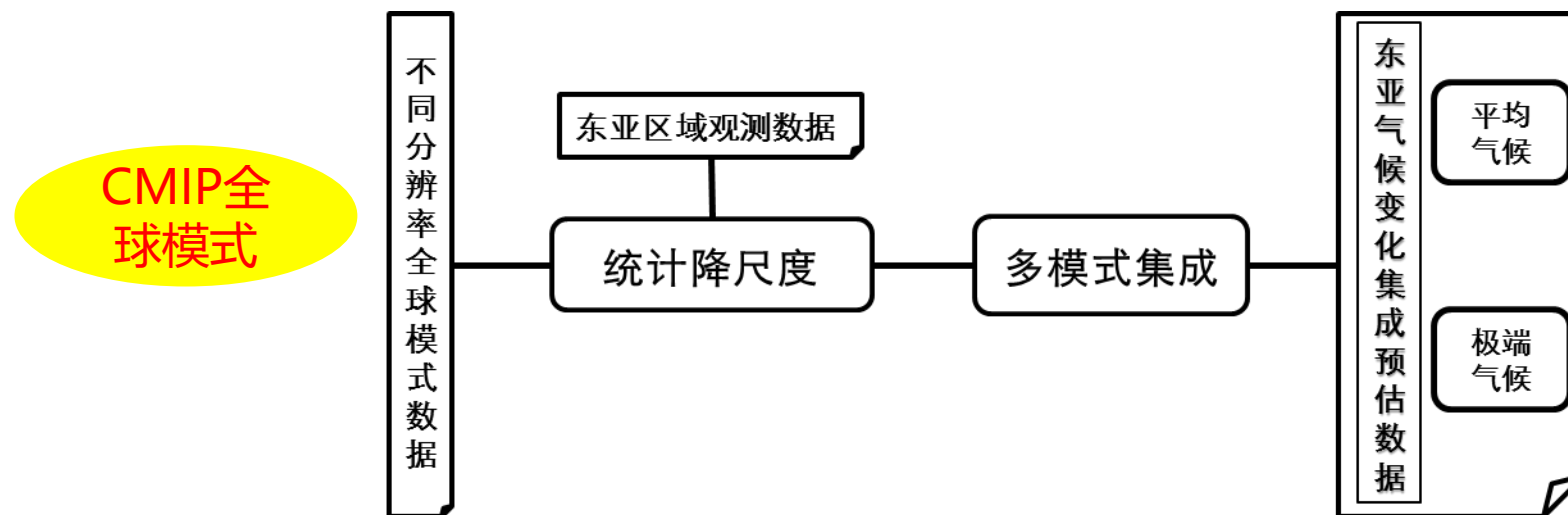 CMIP全
球模式
不同分辨率全球模式数据
东亚区域观测数据
统计降尺度
多模式集成
东亚气候变化集成预估数据
平均
气候
极端
气候